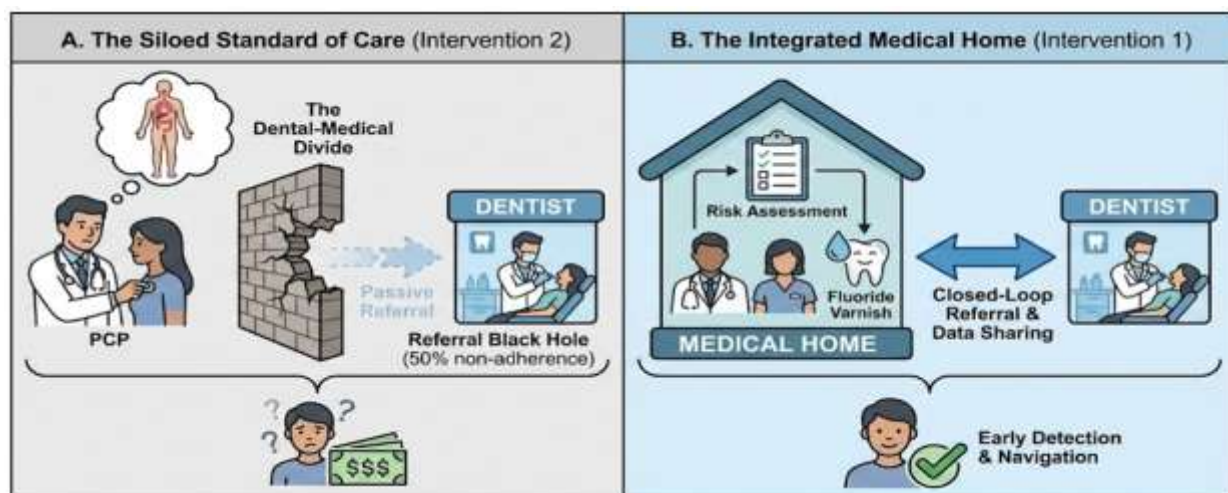 A. The Siloed Standard of Care (Intervention 2)
The
Dental-Medical
Divide
DENTIST
Passive
Referral
PCP
Referral Black Hole
(50% non-adherence)
? ? ?
$$$
B. The Integrated Medical Home (Intervention 1)
Risk Assessment
Fluoride
Varnish
MEDICAL HOME
Closed-Loop
Referral &
Data Sharing
DENTIST
Early Detection
& Navigation